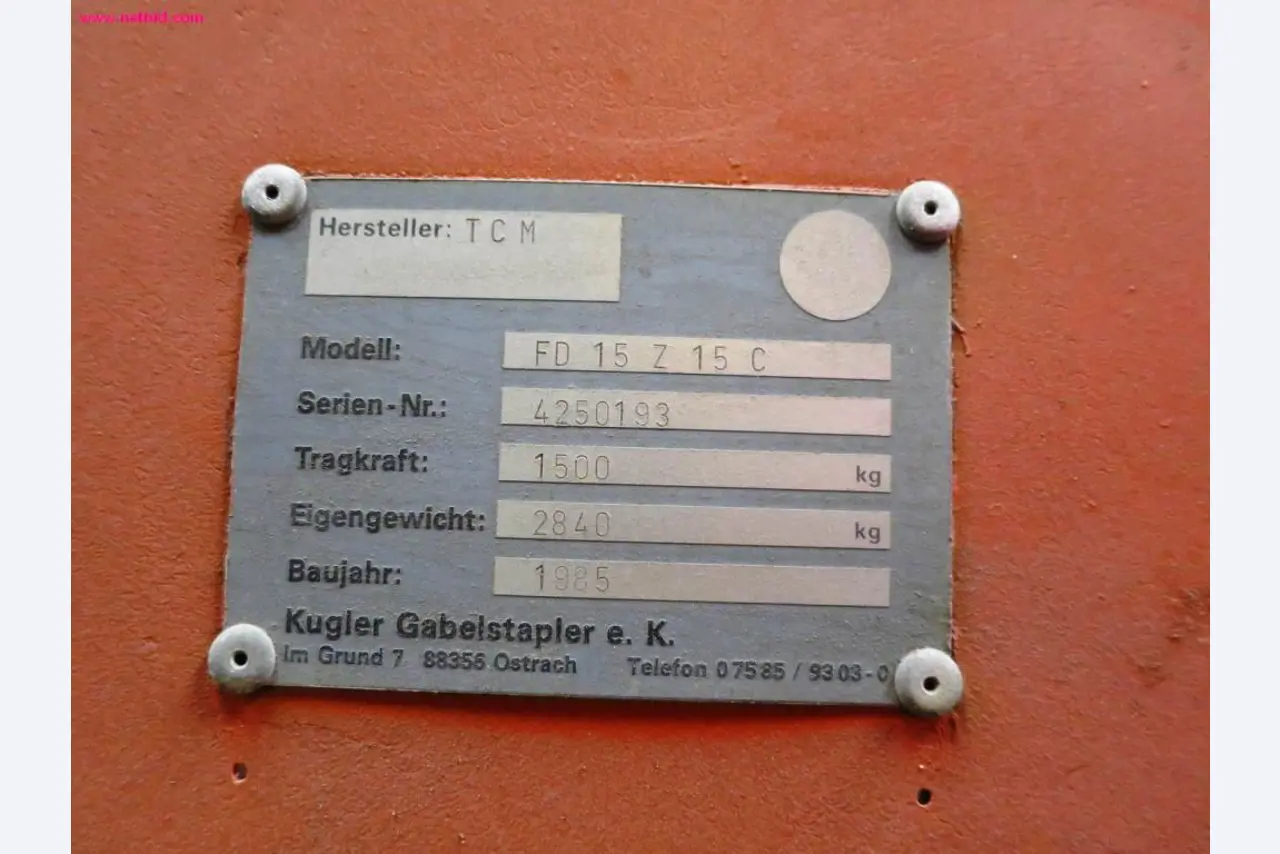 www.netbid.com
Hersteller: TCM
Modell: FD 15 Z 15 C
Serien-Nr.: 4250193
Tragkraft: 1500 kg
Eigengewicht: 2840 kg
Baujahr: 1985
Kugler Gabelstapler e. K.
Im Grund 7 88356 Ostrach Telefon 07585 / 9303-0